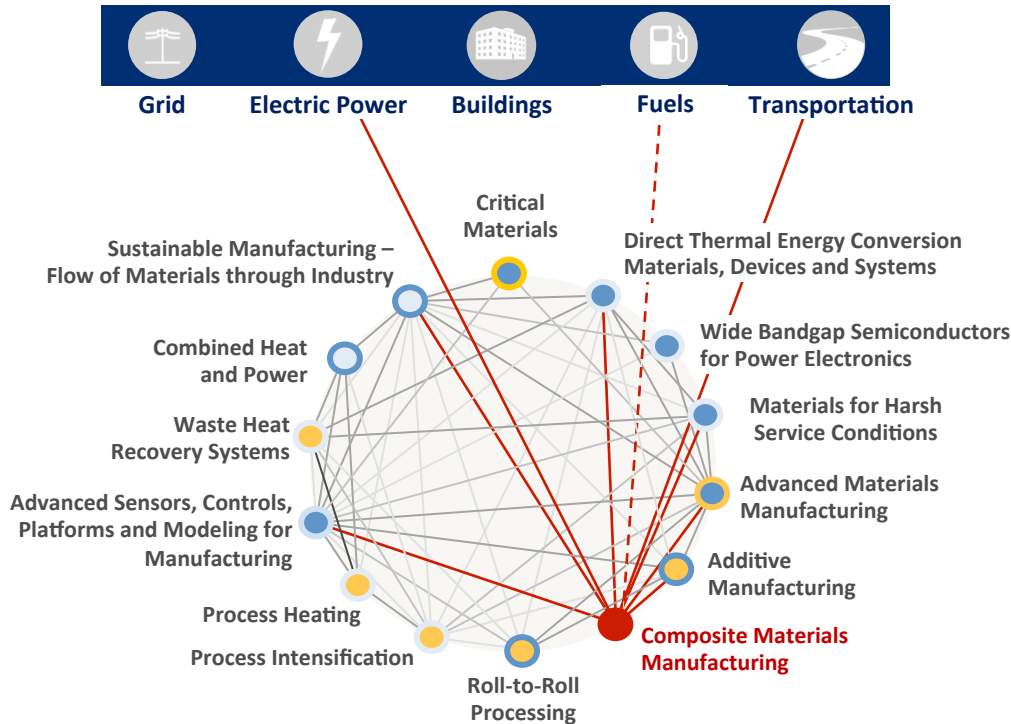 Grid
Electric Power
Buildings
Fuels
Transportation
Critical
Materials
Sustainable Manufacturing –
Flow of Materials through Industry
Direct Thermal Energy Conversion
Materials, Devices and Systems
Combined Heat
and Power
Wide Bandgap Semiconductors
for Power Electronics
Waste Heat
Recovery Systems
Materials for Harsh
Service Conditions
Advanced Sensors, Controls,
Platforms and Modeling for
Manufacturing
Advanced Materials
Manufacturing
Additive
Manufacturing
Process Heating
Composite Materials
Manufacturing
Process Intensification
Roll-to-Roll
Processing